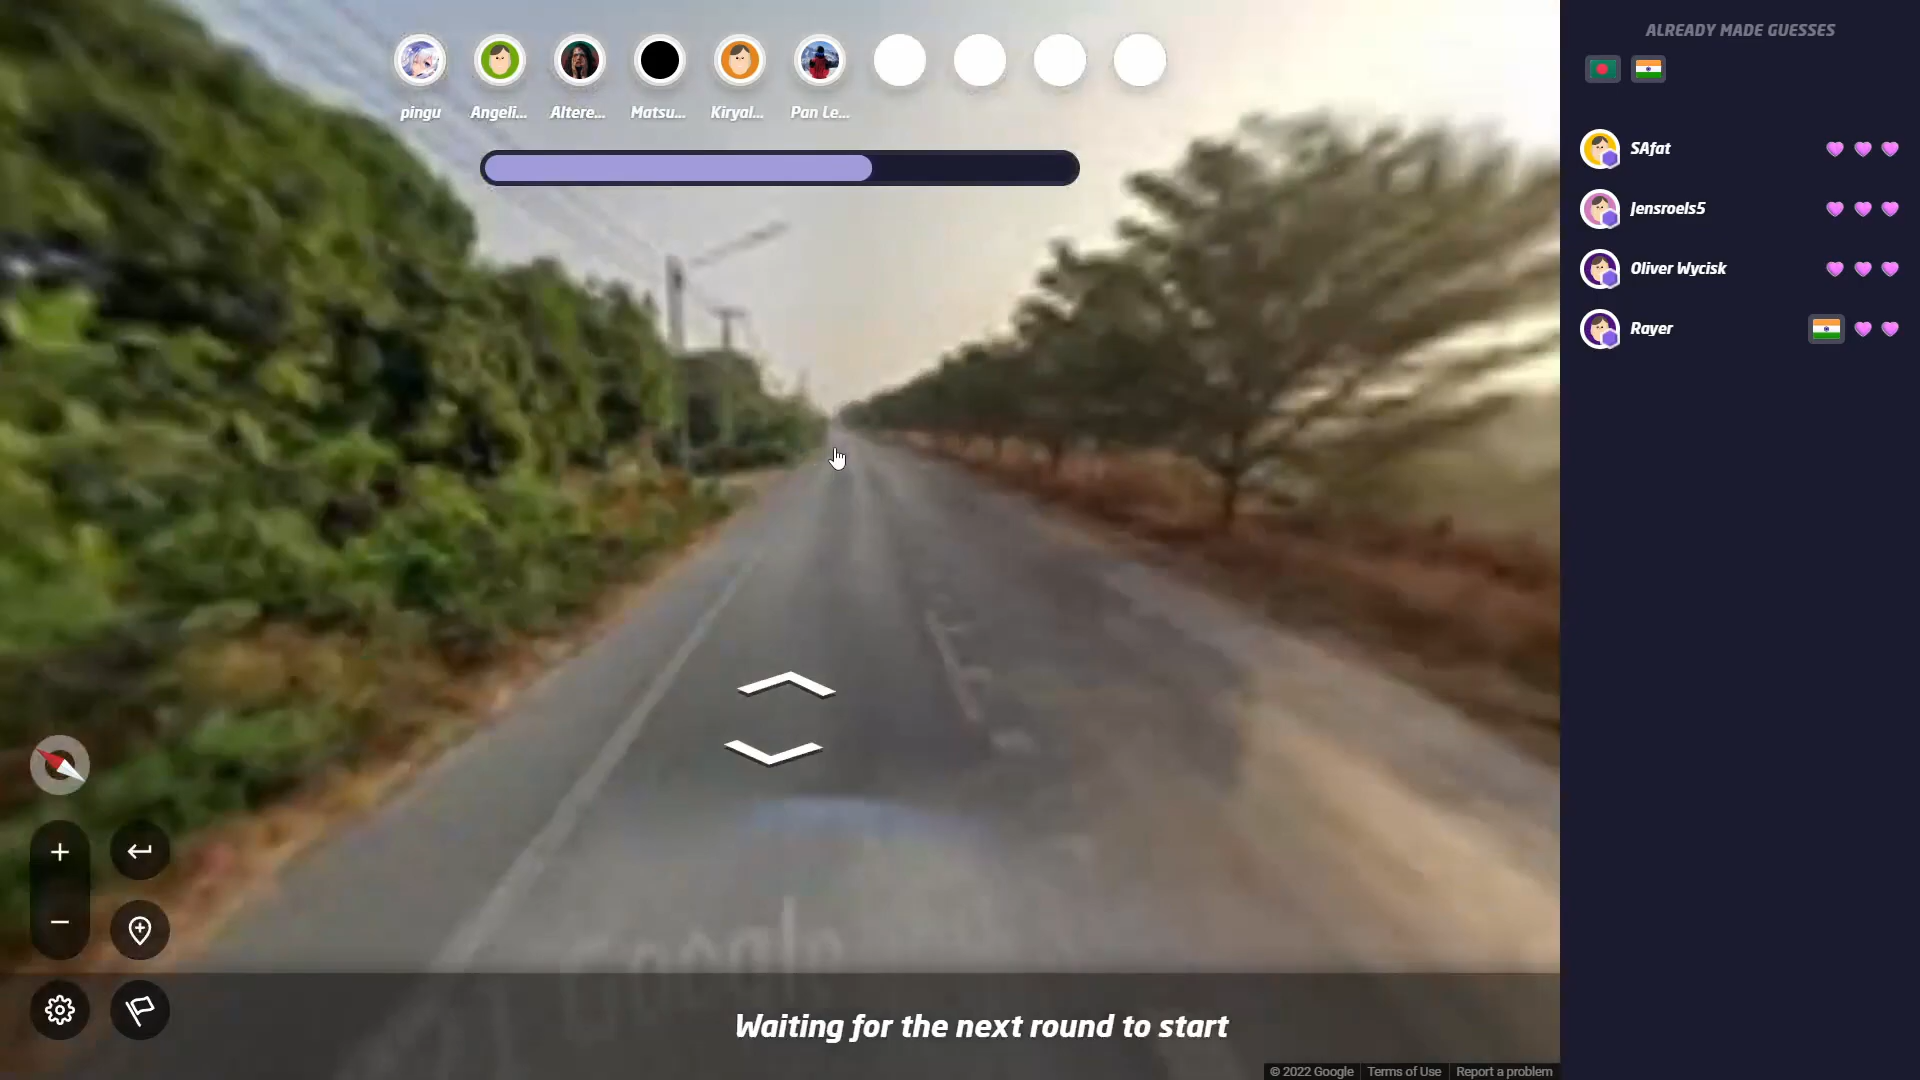 ALREADY MADE GUESSES
pingu
Angeli...
Altere...
Matsu...
Kiryal...
Pan Le...
SAfat
Jensroels5
Oliver Wycisk
Rayer
Google
Waiting for the next round to start
© 2022 Google
Terms of Use
Report a problem